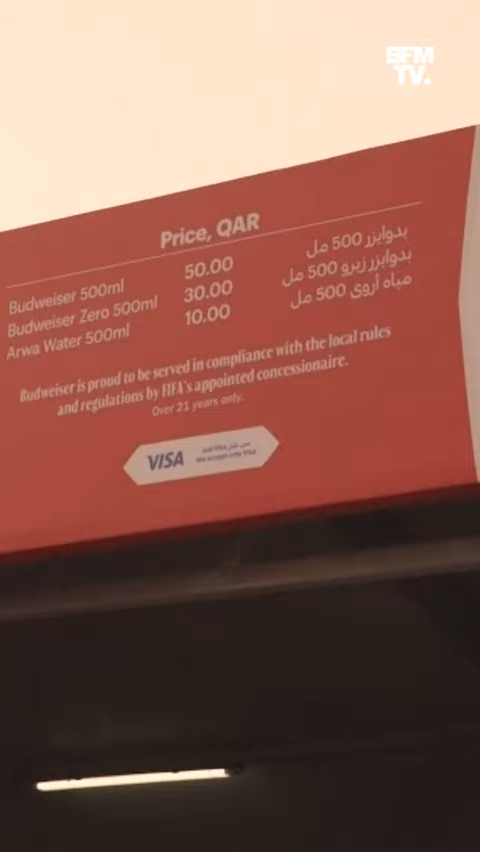 BFM
TV.
Price, QAR
Budweiser 500ml 50.00 بدوايزر 500 مل
Budweiser Zero 500ml 30.00 بدوايزر زيرو 500 مل
Arwa Water 500ml 10.00 مياه أروى 500 مل
Budweiser is proud to be served in compliance with the local rules
and regulations by FIFA's appointed concessionaire.
Over 21 years only.
VISA
We accept only Visa